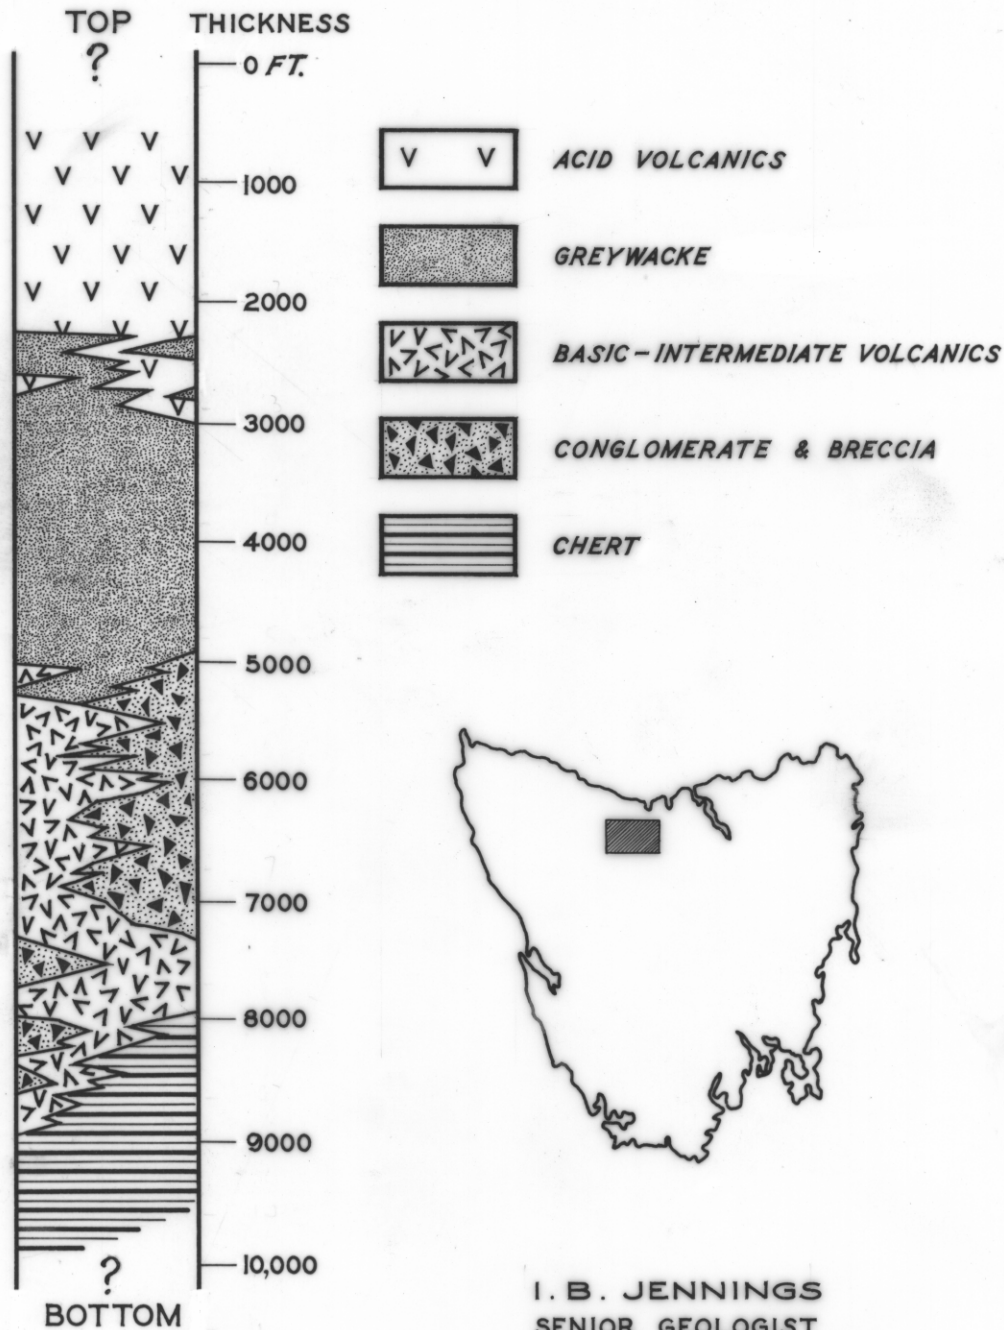 TOP THICKNESS
?
0 FT.
1000
2000
3000
4000
5000
6000
7000
8000
9000
10,000
?
BOTTOM
ACID VOLCANICS
GREYWACKE
BASIC-INTERMEDIATE VOLCANICS
CONGLOMERATE & BRECCIA
CHERT
I. B. JENNINGS
SENIOR GEOLOGIST